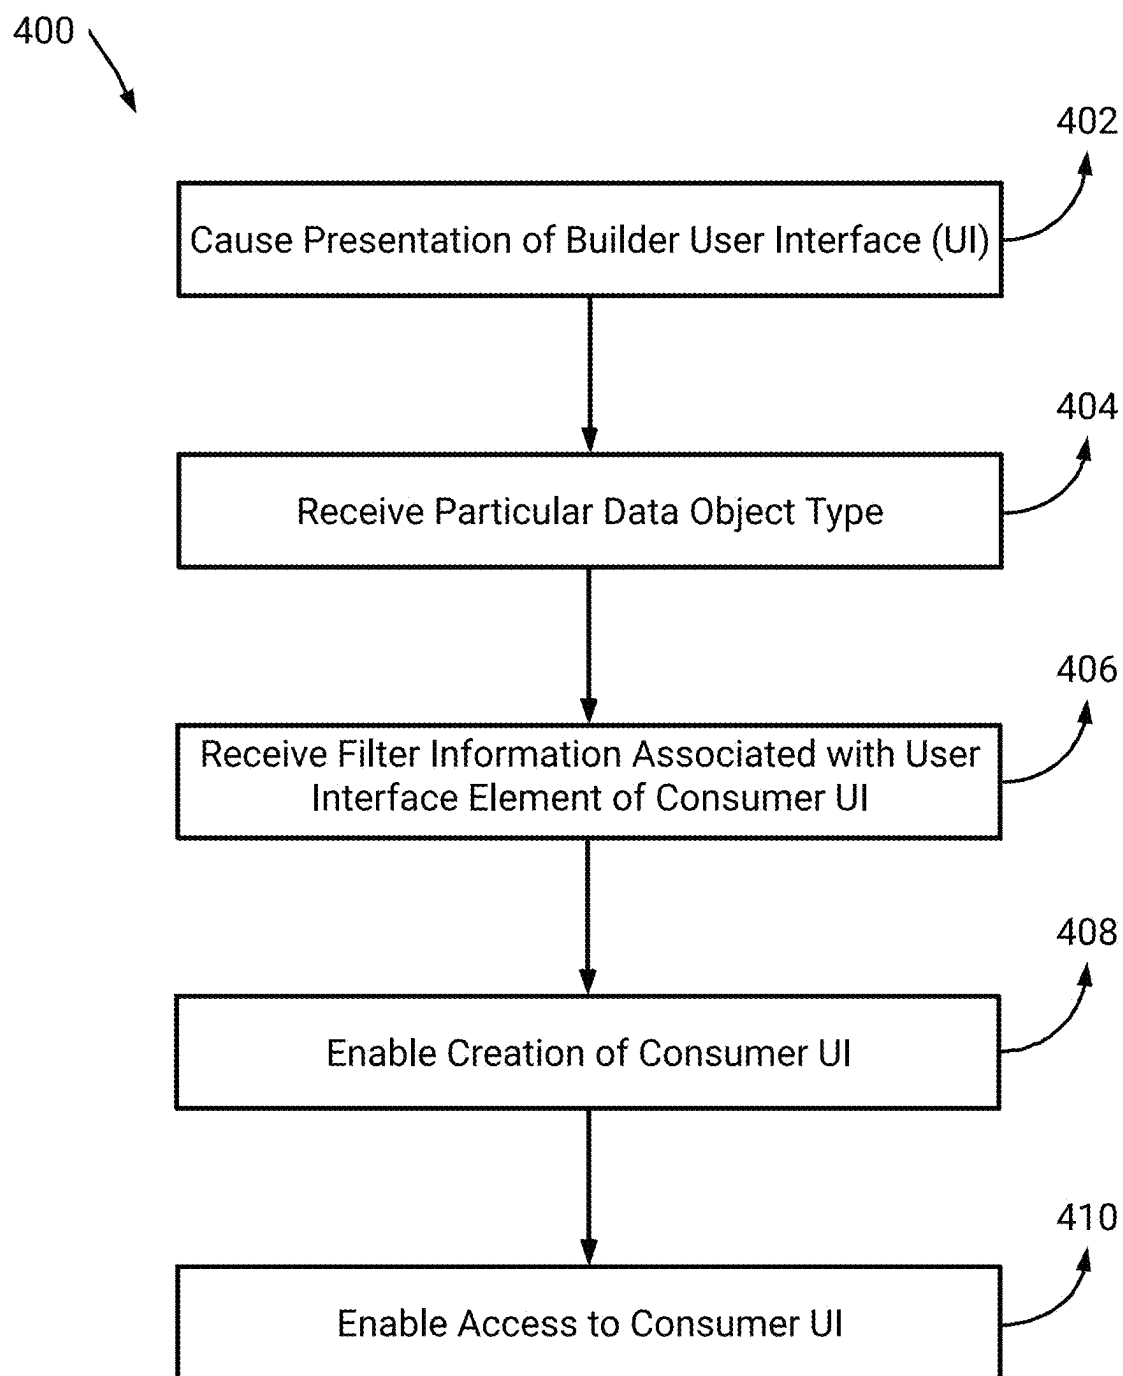 400
402
Cause Presentation of Builder User Interface (UI)
404
Receive Particular Data Object Type
406
Receive Filter Information Associated with User
Interface Element of Consumer UI
408
Enable Creation of Consumer UI
410
Enable Access to Consumer UI